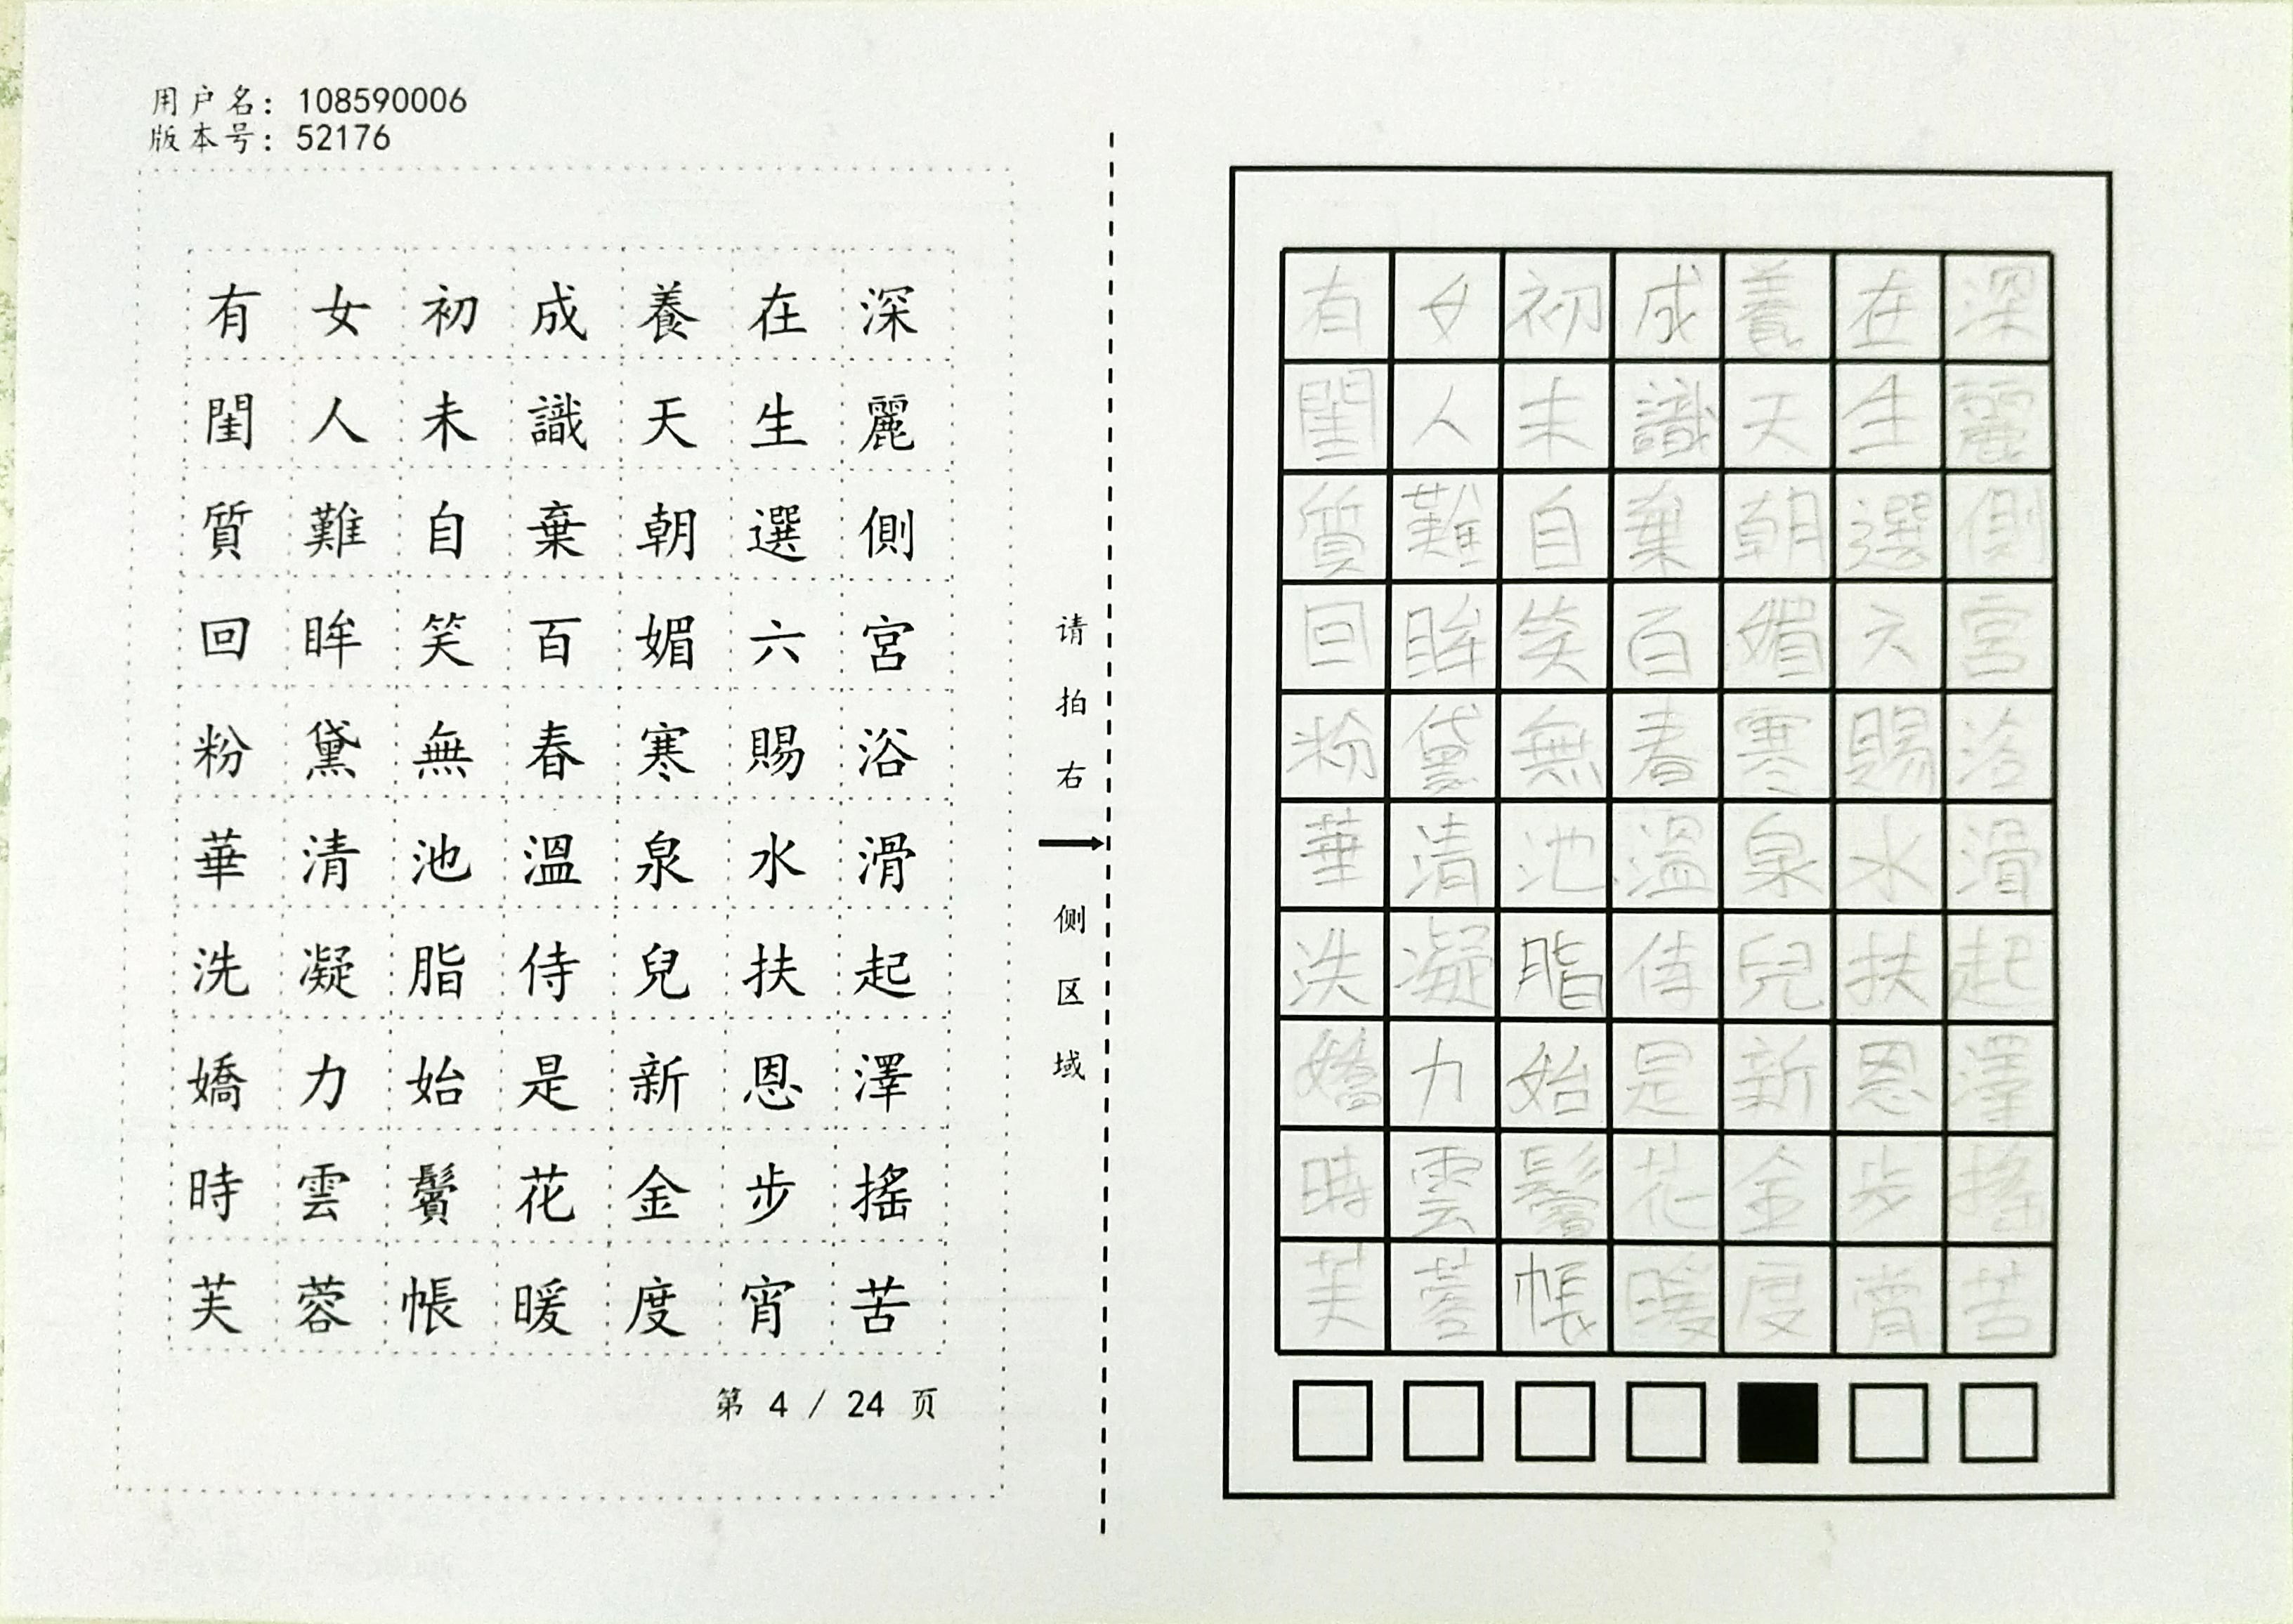 用户名: 108590006
版本号: 52176
有女初成養在深
閨人未識天生麗
質難自棄朝選側
回眸笑百媚六宮
粉黛無春寒賜浴
華清池溫泉水滑
洗凝脂侍兒扶起
嬌力始是新恩澤
時雲鬢花金步搖
芙蓉帳暖度宵苦
第 4 / 24 页
请拍右侧区域
有女初成養在深
閨人未識天生麗
質難自棄朝選側
回眸笑百媚六宮
粉黛無春寒賜浴
華清池溫泉水滑
洗凝脂侍兒扶起
嬌力始是新恩澤
時雲鬢花金步搖
芙蓉帳暖度宵苦